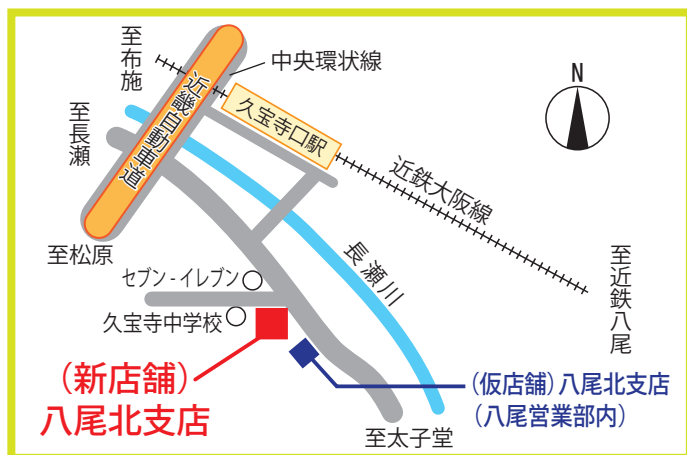 至布施
中央環状線
N
至長瀬
近畿自動車道
久宝寺口駅
近鉄大阪線
至松原
長瀬川
至近鉄八尾
セブン-イレブン
久宝寺中学校
(新店舗)
八尾北支店
(仮店舗)八尾北支店
(八尾営業部内)
至太子堂